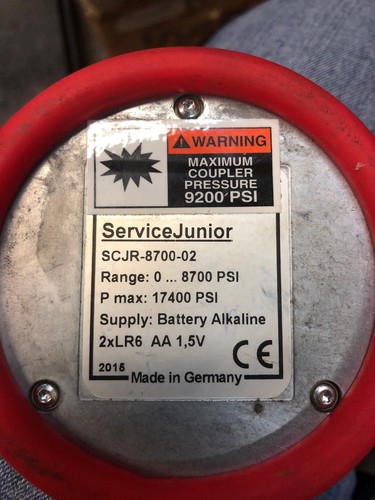 WARNING
MAXIMUM
COUPLER
PRESSURE
9200 PSI
ServiceJunior
SCJR-8700-02
Range: 0 ... 8700 PSI
P max: 17400 PSI
Supply: Battery Alkaline
2xLR6 AA 1,5V
CE
2015
Made in Germany